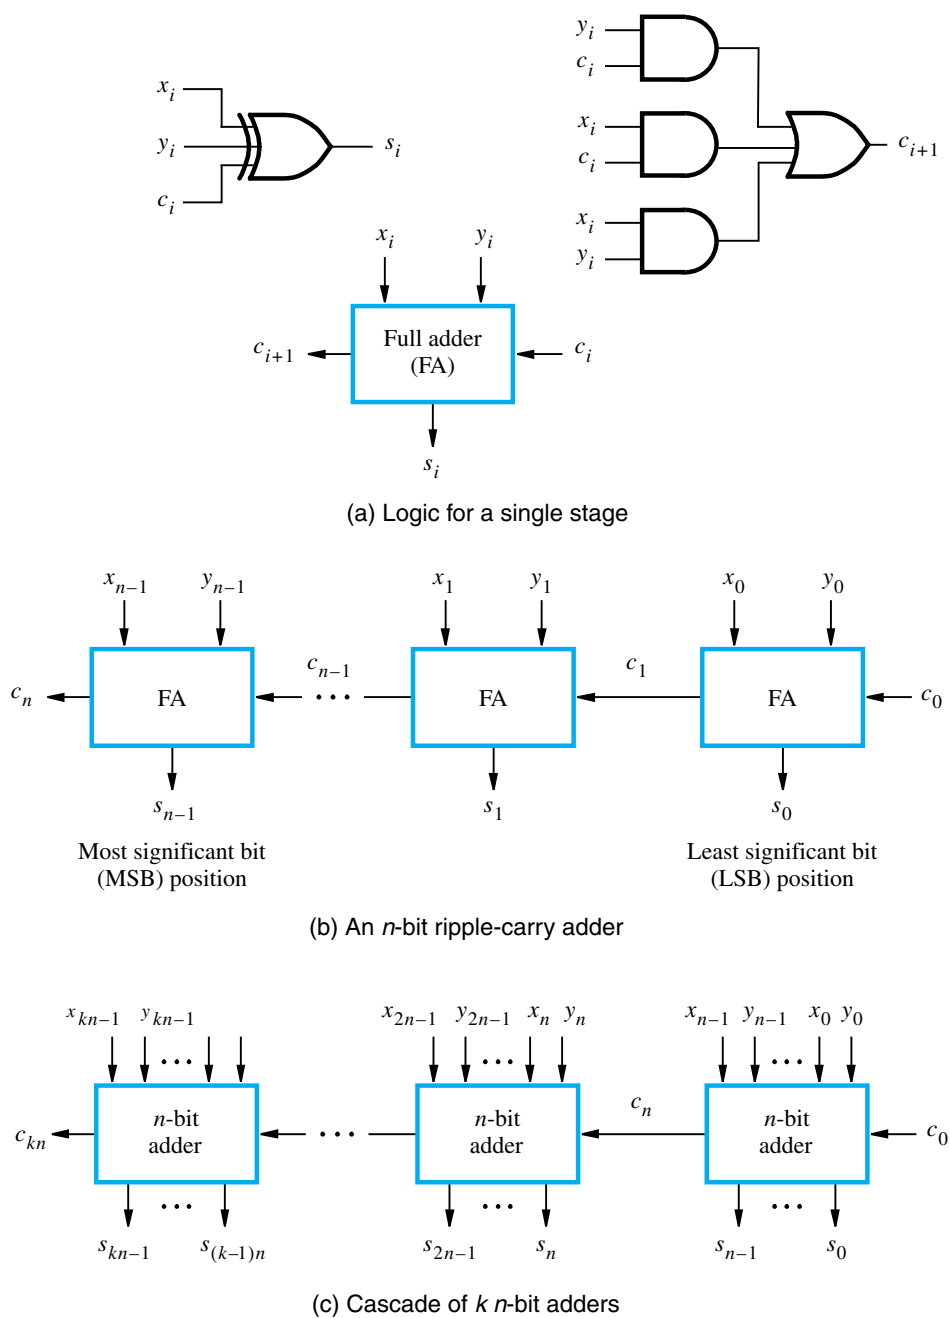 x_i
y_i
c_i
s_i
y_i
c_i
x_i
c_i
x_i
y_i
c_{i+1}
x_i y_i
c_{i+1} Full adder (FA) c_i
s_i
(a) Logic for a single stage
x_{n−1} y_{n−1} x_1 y_1 x_0 y_0
c_{n−1} c_1
c_n FA • • • FA FA c_0
s_{n−1} s_1 s_0
Most significant bit
(MSB) position
Least significant bit
(LSB) position
(b) An n-bit ripple-carry adder
x_{kn−1} y_{kn−1} x_{2n−1} y_{2n−1} x_n y_n x_{n−1} y_{n−1} x_0 y_0
• • • • • • • • •
c_n
n-bit n-bit n-bit
c_{kn} adder • • • adder adder c_0
• • • • • • • • •
s_{kn−1} s_{(k-1)n} s_{2n−1} s_n s_{n−1} s_0
(c) Cascade of k n-bit adders